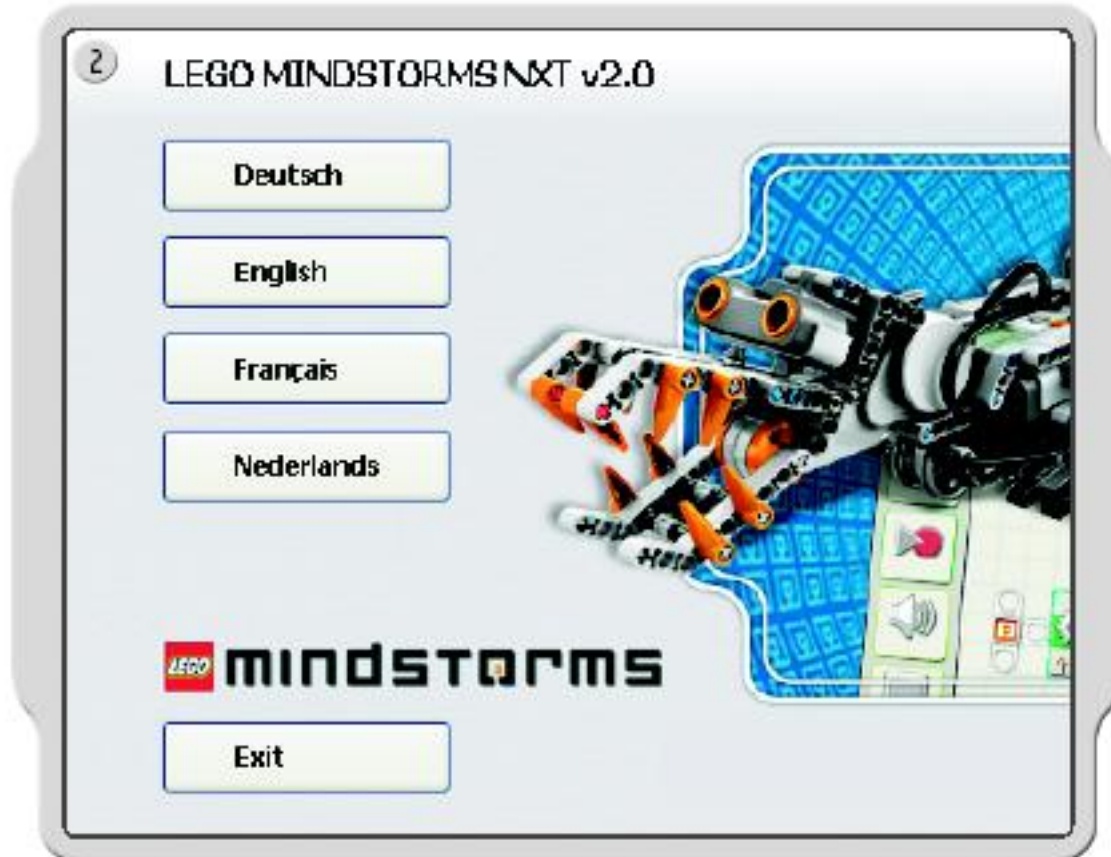 2
LEGO MINDSTORMS NXT v2.0
Deutsch
English
Français
Nederlands
LEGO mindstorms
Exit